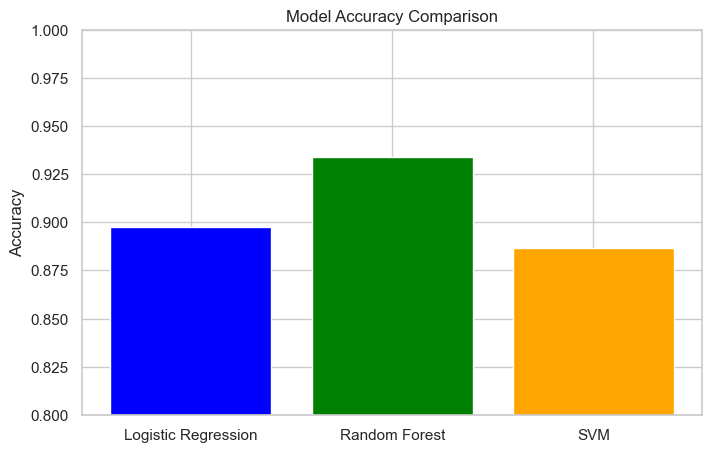 Model Accuracy Comparison
1.000
0.975
0.950
0.925
0.900
0.875
0.850
0.825
0.800
Accuracy
Logistic Regression
Random Forest
SVM